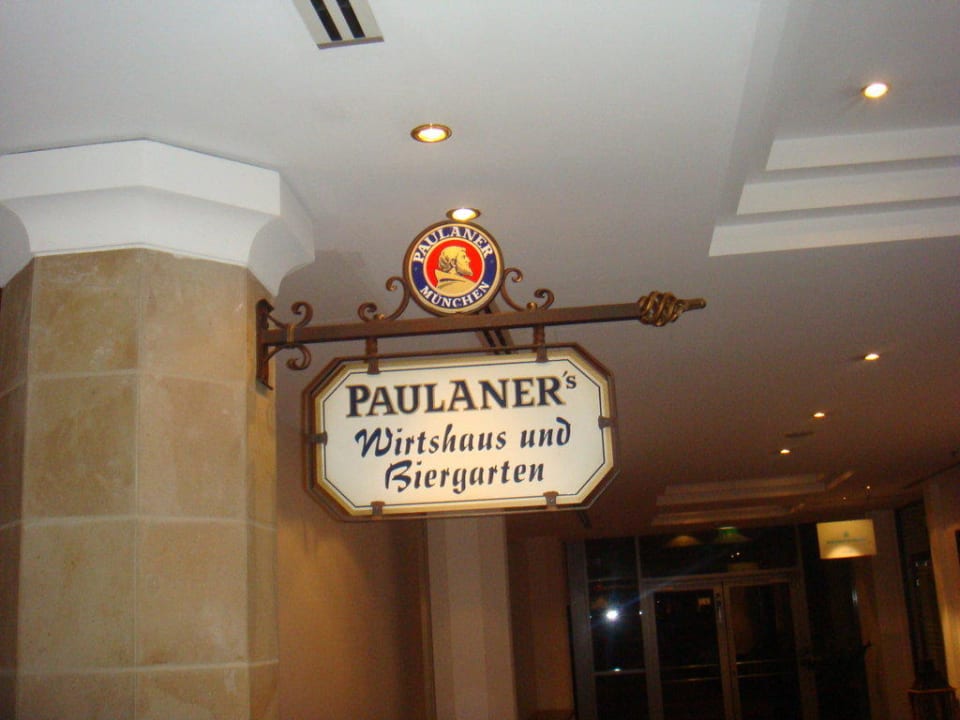 PAULANER
MÜNCHEN
PAULANER's
Wirtshaus und
Biergarten